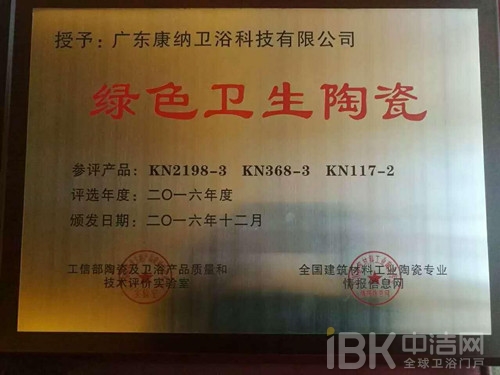 授予：广东康纳卫浴科技有限公司
绿色卫生陶瓷
参评产品：KN2198-3 KN368-3 KN117-2
评选年度：二〇一六年度
颁发日期：二〇一六年十二月
工信部陶瓷及卫浴产品质量和
技术评价实验室
全国建筑材料工业陶瓷专业
情报信息网
iBK中洁网
全球卫浴门户